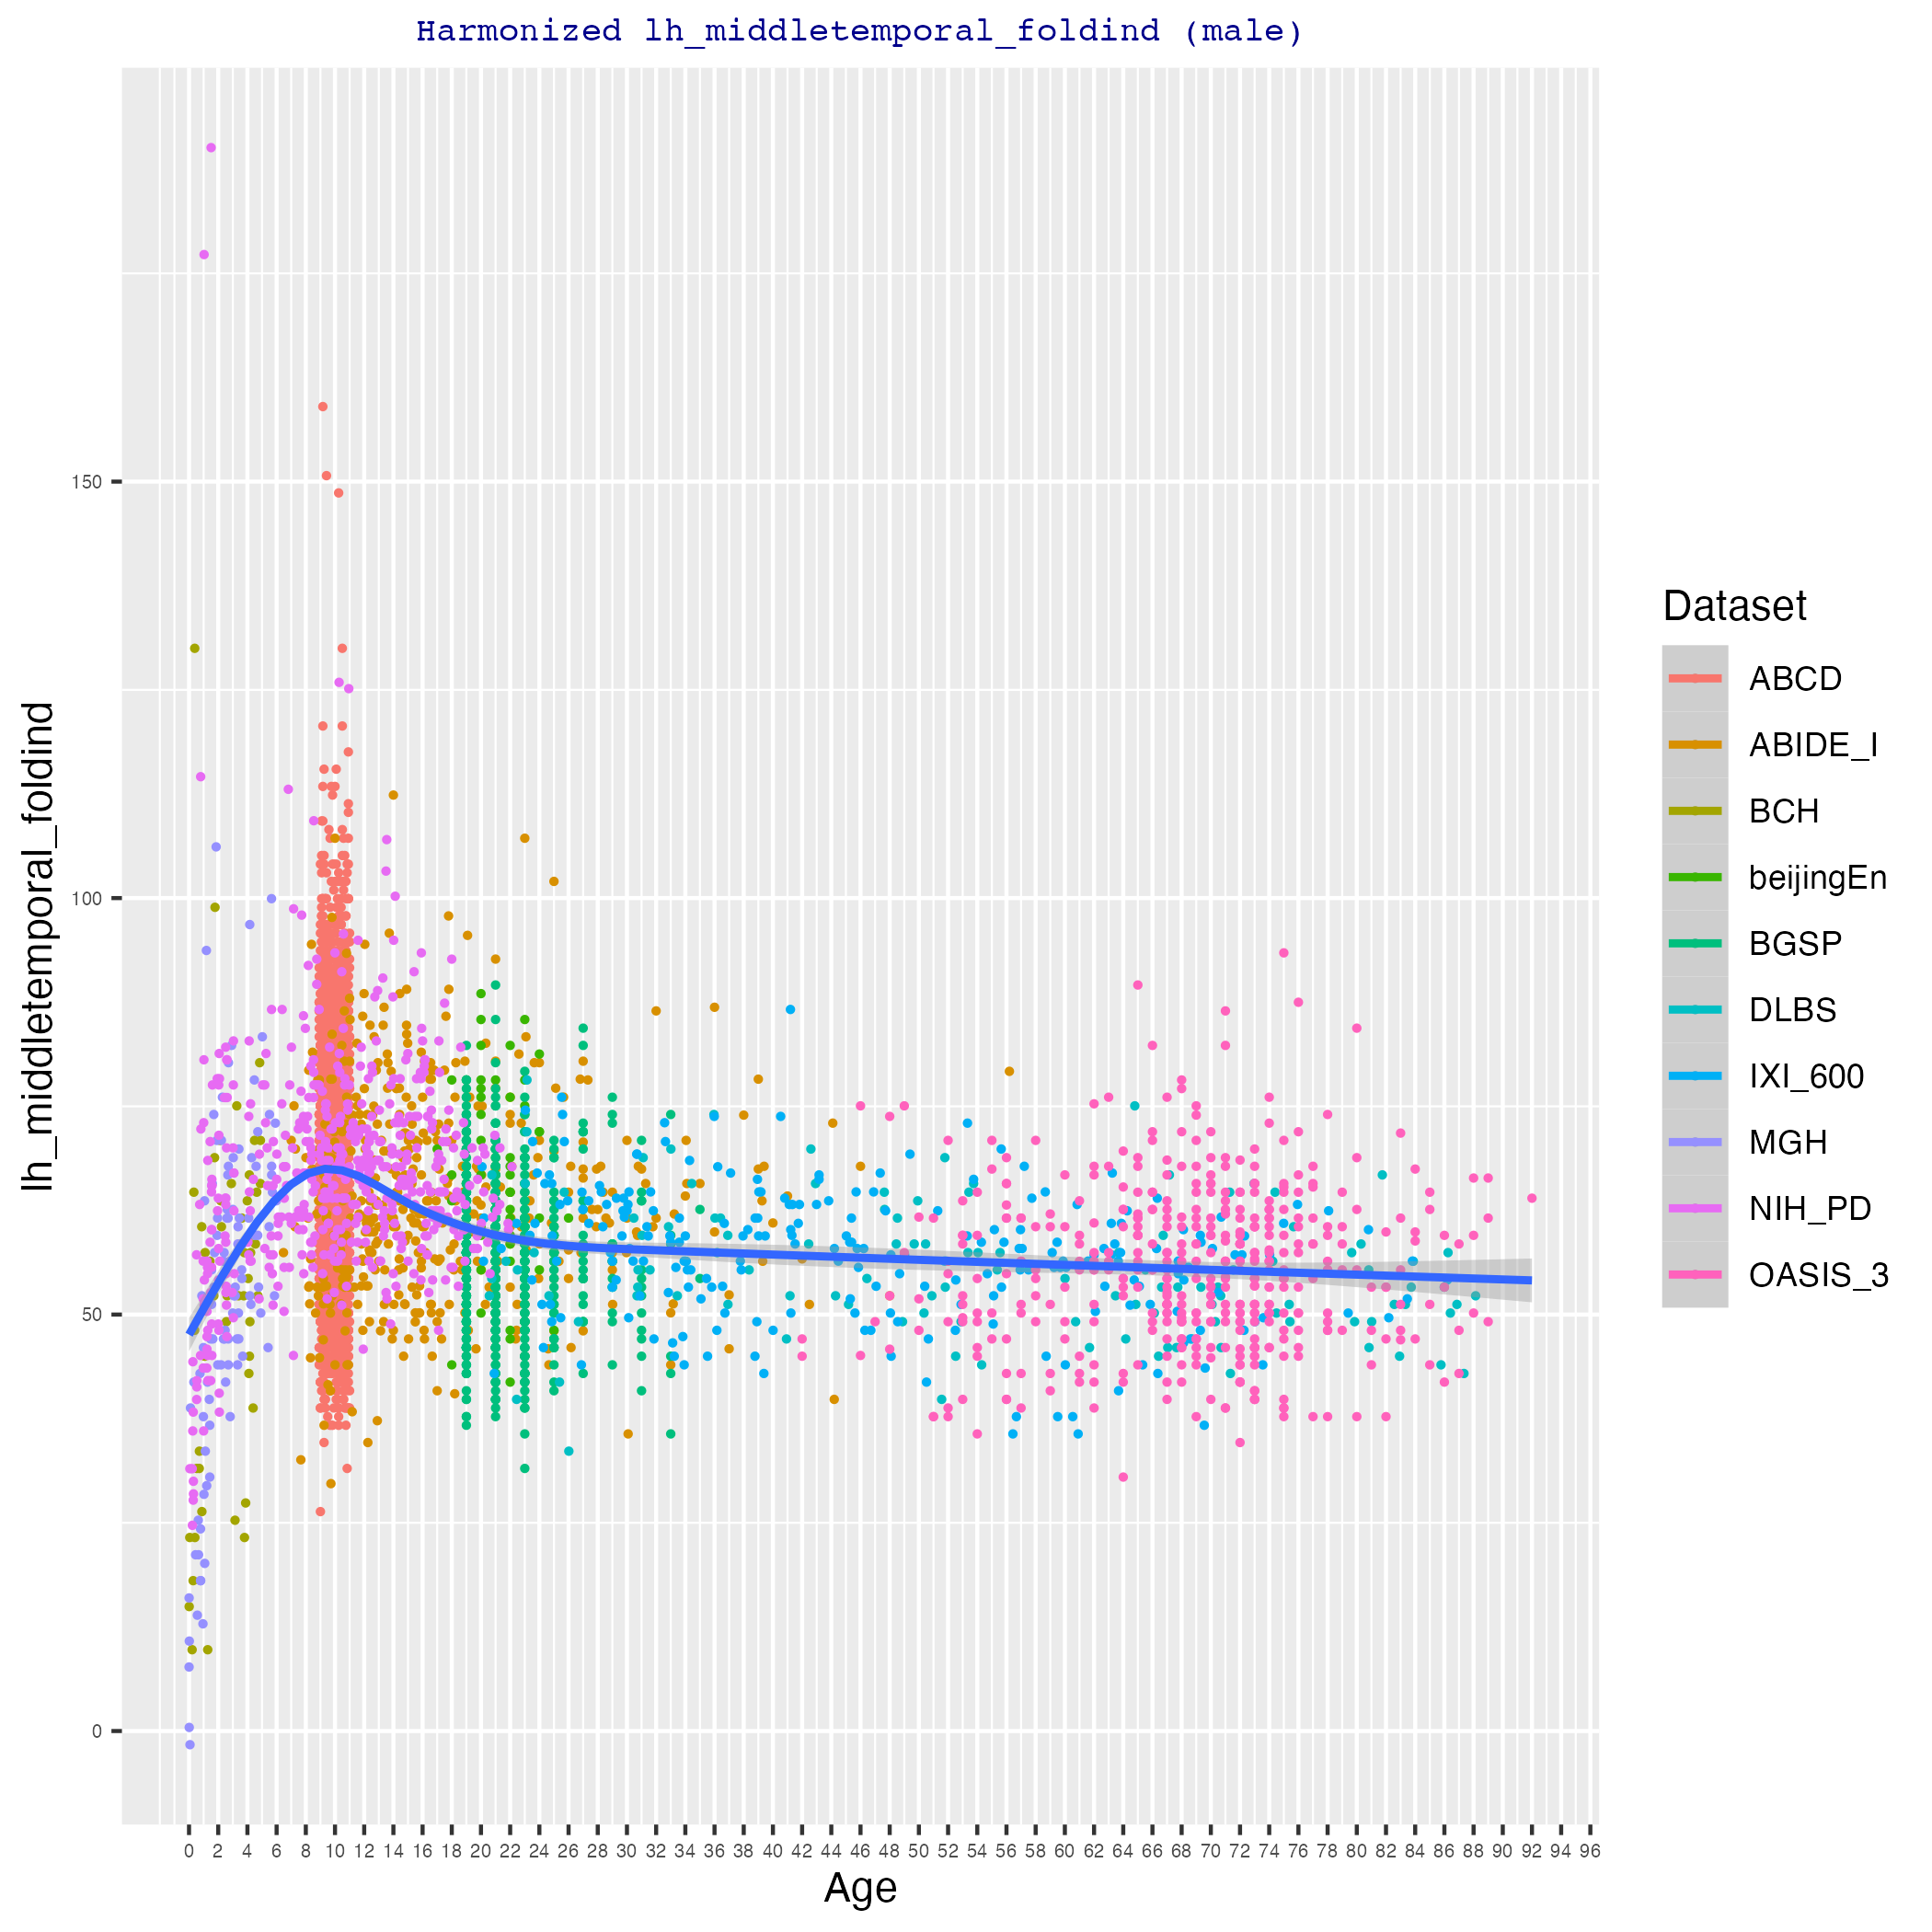 Harmonized lh_middletemporal_foldind (male)
lh_middletemporal_foldind
150
100
50
0
0 2 4 6 8 10 12 14 16 18 20 22 24 26 28 30 32 34 36 38 40 42 44 46 48 50 52 54 56 58 60 62 64 66 68 70 72 74 76 78 80 82 84 86 88 90 92 94 96
Age
Dataset
ABCD
ABIDE_I
BCH
beijingEn
BGSP
DLBS
IXI_600
MGH
NIH_PD
OASIS_3